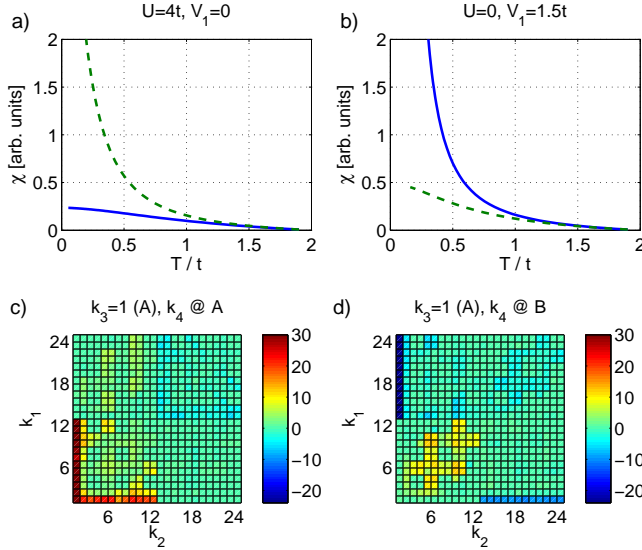 a) U=4t, V₁=0
χ [arb. units]
2
1.5
1
0.5
0
0 0.5 1 1.5 2
T / t
b) U=0, V₁=1.5t
χ [arb. units]
2
1.5
1
0.5
0
0 0.5 1 1.5 2
T / t
c) k₃=1 (A), k₄ @ A
k₁
24
18
12
6
6 12 18 24
k₂
30
20
10
0
−10
−20
d) k₃=1 (A), k₄ @ B
k₁
24
18
12
6
6 12 18 24
k₂
30
20
10
0
−10
−20